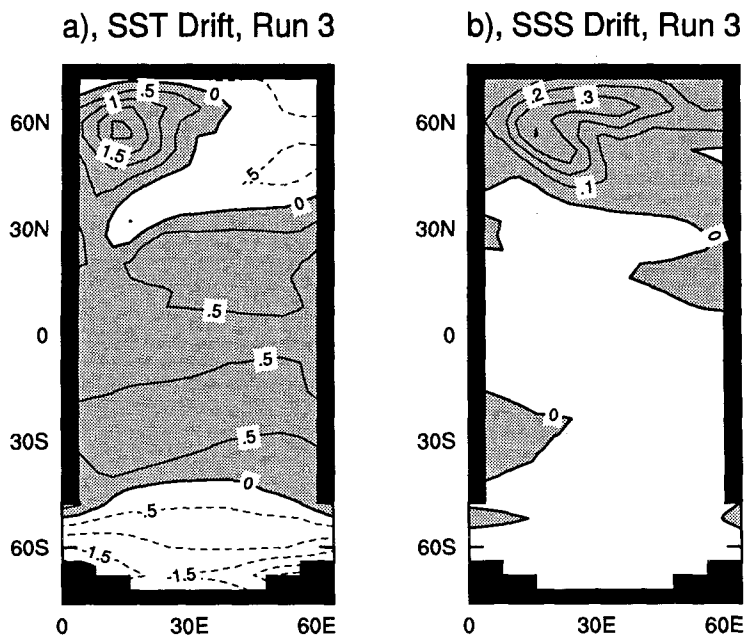 a), SST Drift, Run 3
b), SSS Drift, Run 3
60N
30N
0
30S
60S
0
30E
60E
1
.5
0
1.5
.5
0
.5
.5
.5
0
.5
-1.5
-1.5
60N
30N
0
30S
60S
0
30E
60E
.2
.3
.1
0
0